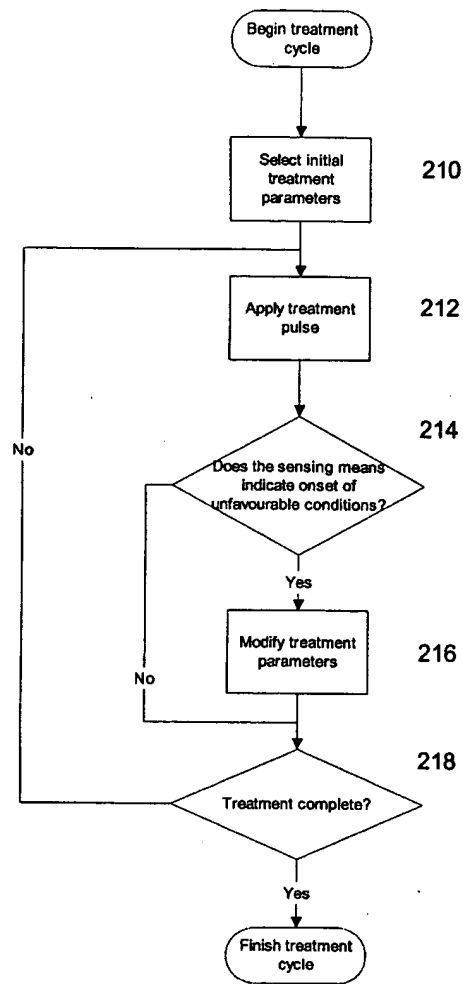 Begin treatment
cycle
Select initial
treatment
parameters
210
Apply treatment
pulse
212
214
No
Does the sensing means
indicate onset of
unfavourable conditions?
Yes
Modify treatment
parameters
216
No
218
Treatment complete?
Yes
Finish treatment
cycle